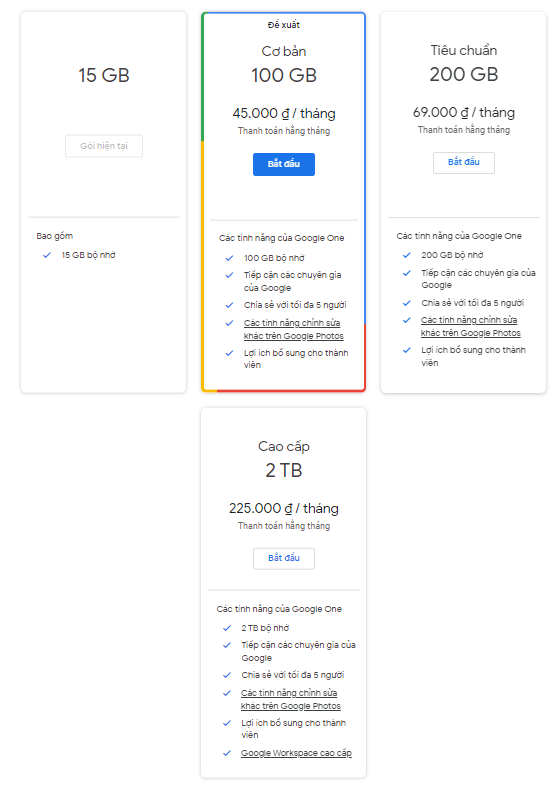 15 GB
Gói hiện tại
Bao gồm
15 GB bộ nhớ
Đề xuất
Cơ bản
100 GB
45.000 ₫ / tháng
Thanh toán hằng tháng
Bắt đầu
Các tính năng của Google One
100 GB bộ nhớ
Tiếp cận các chuyên gia
của Google
Chia sẻ với tối đa 5 người
Các tính năng chỉnh sửa
khác trên Google Photos
Lợi ích bổ sung cho thành
viên
Tiêu chuẩn
200 GB
69.000 ₫ / tháng
Thanh toán hằng tháng
Bắt đầu
Các tính năng của Google One
200 GB bộ nhớ
Tiếp cận các chuyên gia của
Google
Chia sẻ với tối đa 5 người
Các tính năng chỉnh sửa
khác trên Google Photos
Lợi ích bổ sung cho thành
viên
Cao cấp
2 TB
225.000 ₫ / tháng
Thanh toán hằng tháng
Bắt đầu
Các tính năng của Google One
2 TB bộ nhớ
Tiếp cận các chuyên gia của
Google
Chia sẻ với tối đa 5 người
Các tính năng chỉnh sửa
khác trên Google Photos
Lợi ích bổ sung cho thành
viên
Google Workspace cao cấp